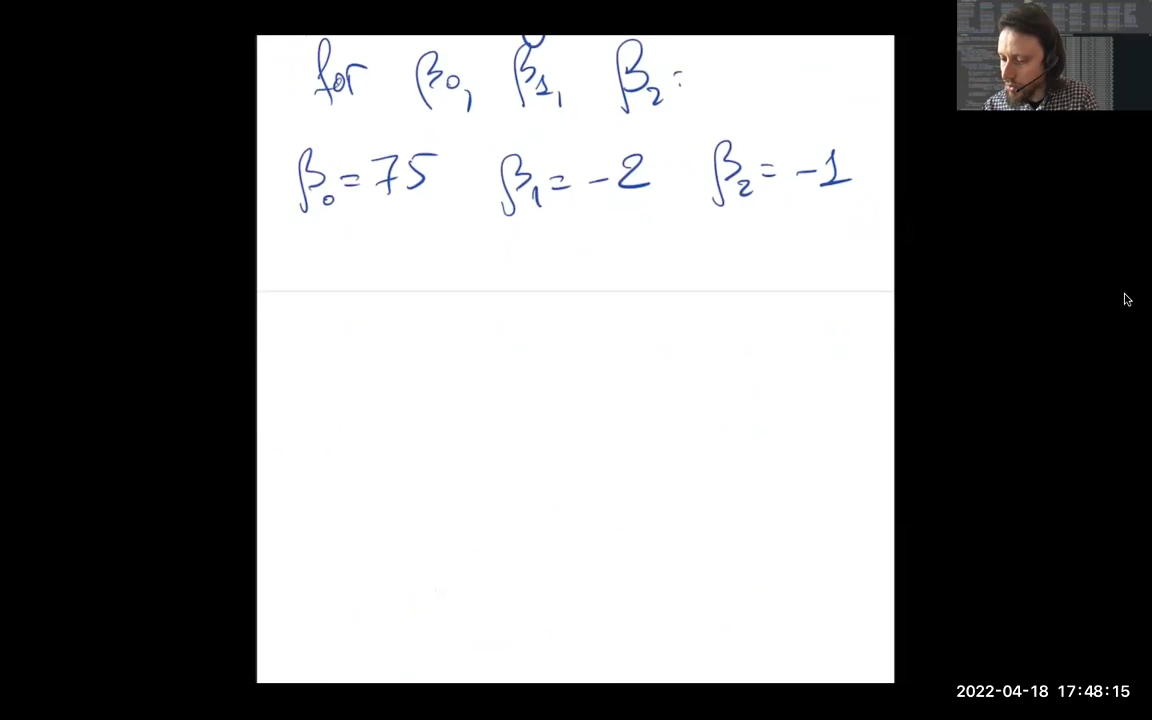 for β0, β1, β2:
β0 = 75 β1 = -2 β2 = -1
2022-04-18 17:48:15